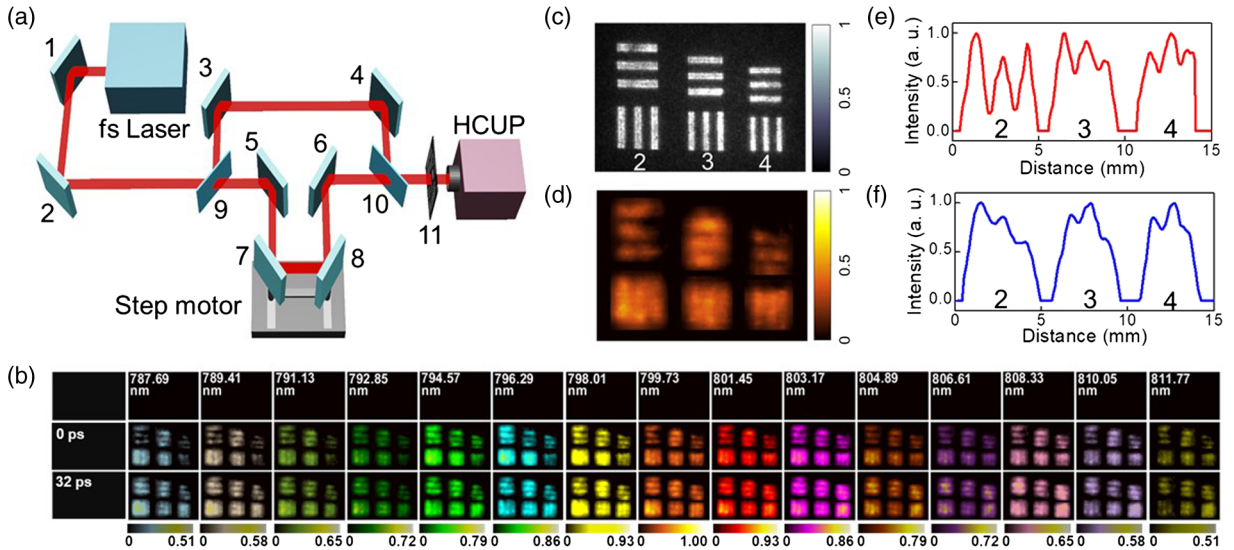 (a)
1
fs Laser
2
3
4
5
6
7
8
9
10
11
HCUP
Step motor
(c)
2 3 4
1
0.5
0
(d)
1
0.5
0
(e)
Intensity (a. u.)
1.0
0.5
0.0
2 3 4
0 5 10 15
Distance (mm)
(f)
Intensity (a. u.)
1.0
0.5
0.0
2 3 4
0 5 10 15
Distance (mm)
(b)
787.69 nm 789.41 nm 791.13 nm 792.85 nm 794.57 nm 796.29 nm 798.01 nm 799.73 nm 801.45 nm 803.17 nm 804.89 nm 806.61 nm 808.33 nm 810.05 nm 811.77 nm
0 ps
32 ps
0 0.51 0 0.58 0 0.65 0 0.72 0 0.79 0 0.86 0 0.93 0 1.00 0 0.93 0 0.86 0 0.79 0 0.72 0 0.65 0 0.58 0 0.51